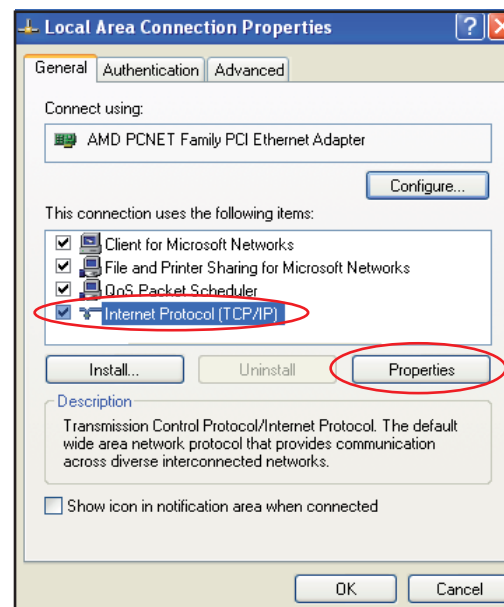 Local Area Connection Properties
General Authentication Advanced
Connect using:
AMD PCNET Family PCI Ethernet Adapter
Configure...
This connection uses the following items:
Client for Microsoft Networks
File and Printer Sharing for Microsoft Networks
QoS Packet Scheduler
Internet Protocol (TCP/IP)
Install... Uninstall Properties
Description
Transmission Control Protocol/Internet Protocol. The default
wide area network protocol that provides communication
across diverse interconnected networks.
Show icon in notification area when connected
OK Cancel